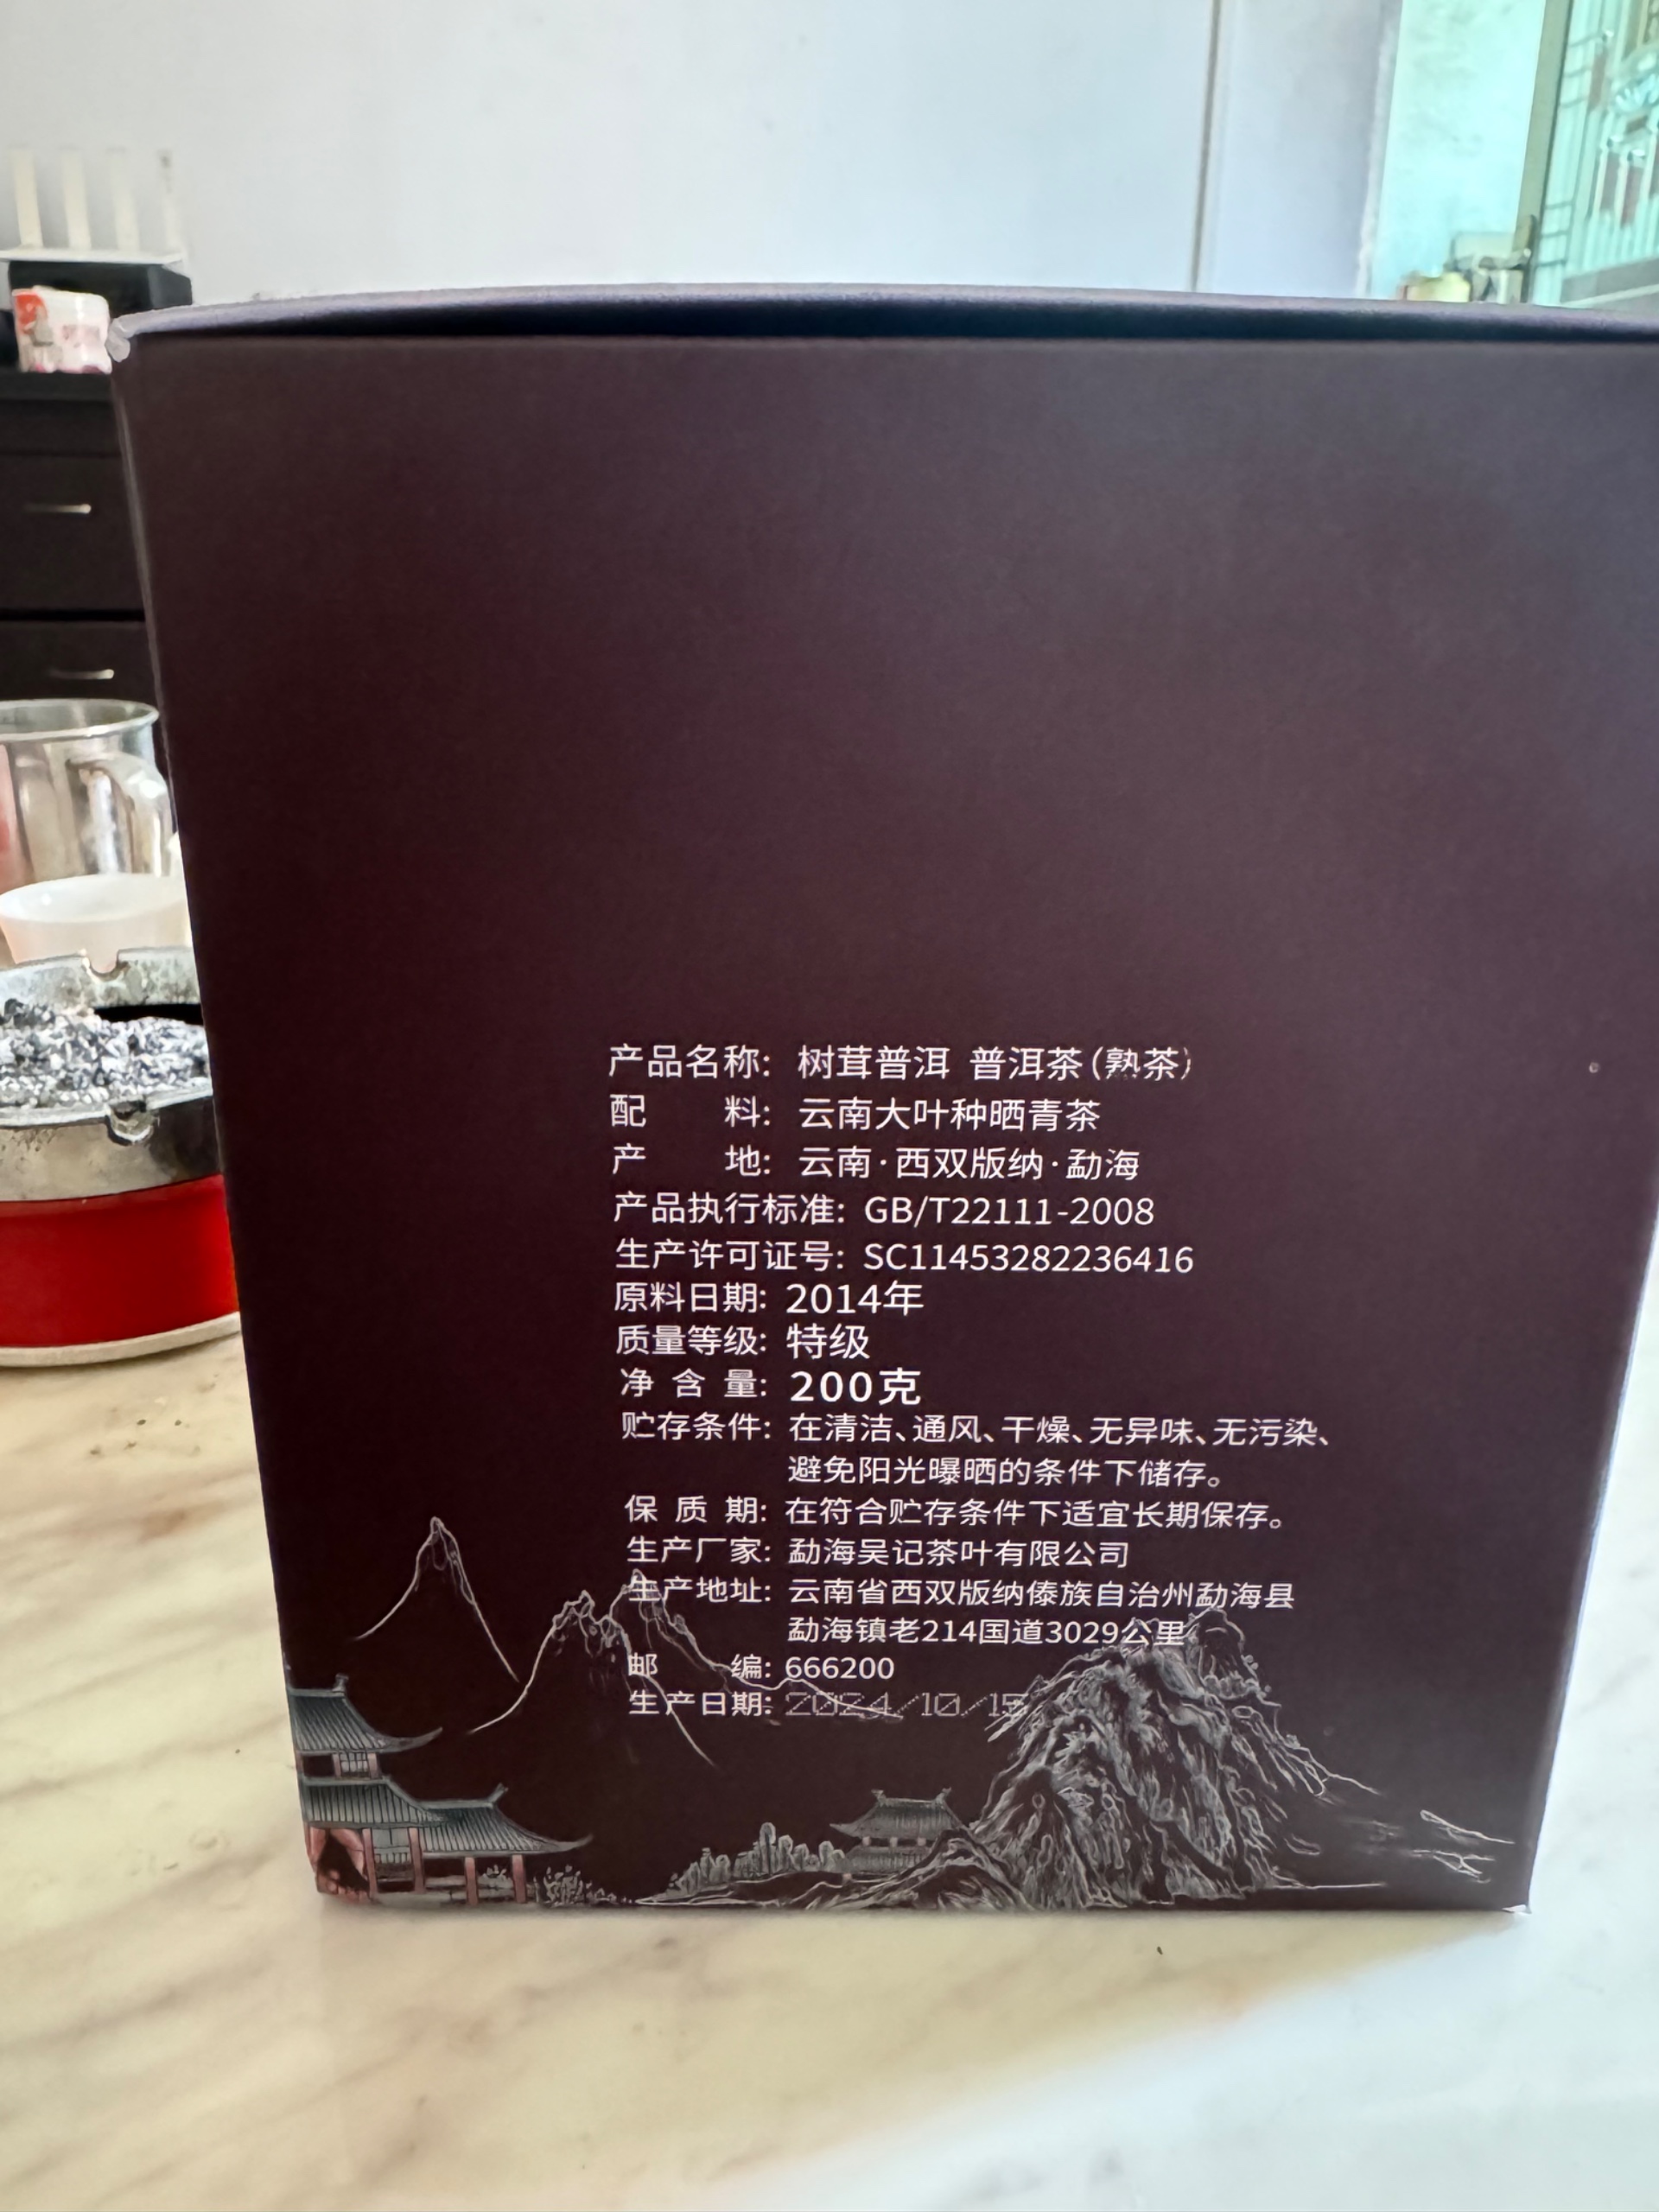 产品名称: 树茸普洱 普洱茶(熟茶)
配 料: 云南大叶种晒青茶
产 地: 云南·西双版纳·勐海
产品执行标准: GB/T22111-2008
生产许可证号: SC11453282236416
原料日期: 2014年
质量等级: 特级
净 含 量: 200克
贮存条件: 在清洁、通风、干燥、无异味、无污染、
避免阳光曝晒的条件下储存。
保 质 期: 在符合贮存条件下适宜长期保存。
生产厂家: 勐海吴记茶叶有限公司
生产地址: 云南省西双版纳傣族自治州勐海县
勐海镇老214国道3029公里
邮 编: 666200
生产日期: 2024/10/15